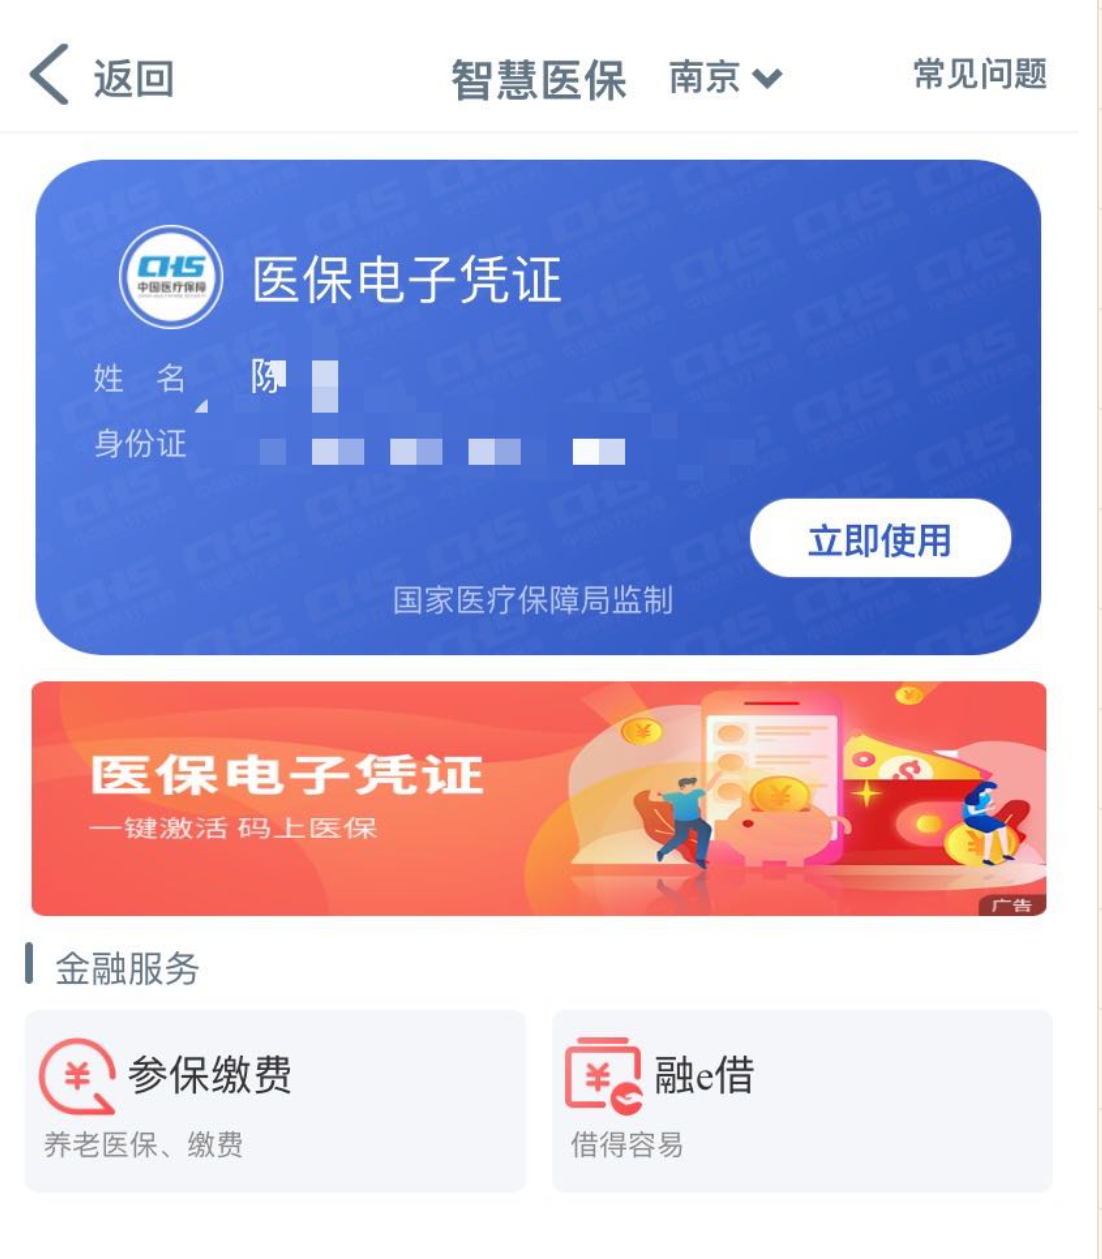 返回 智慧医保 南京 常见问题
CHS
中国医疗保障
医保电子凭证
姓 名 陈
身份证
立即使用
国家医疗保障局监制
医保电子凭证
一键激活 码上医保
广告
金融服务
参保缴费
养老医保、缴费
融e借
借得容易